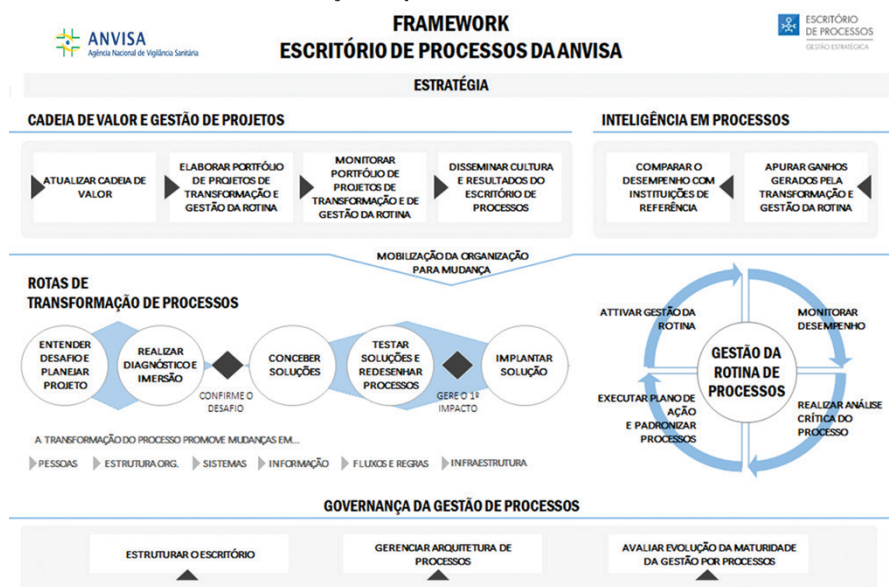 FRAMEWORK
ESCRITÓRIO DE PROCESSOS DA ANVISA
ANVISA
Agência Nacional de Vigilância Sanitária
ESCRITÓRIO
DE PROCESSOS
GESTÃO ESTRATÉGICA
ESTRATÉGIA
CADEIA DE VALOR E GESTÃO DE PROJETOS
ATUALIZAR CADEIA DE
VALOR
ELABORAR PORTFÓLIO
DE PROJETOS DE
TRANSFORMAÇÃO E
GESTÃO DA ROTINA
MONITORAR
PORTFÓLIO DE
PROJETOS DE
TRANSFORMAÇÃO E DE
GESTÃO DA ROTINA
DISSEMINAR CULTURA
E RESULTADOS DO
ESCRITÓRIO DE
PROCESSOS
INTELIGÊNCIA EM PROCESSOS
COMPARAR O
DESEMPENHO COM
INSTITUIÇÕES DE
REFERÊNCIA
APURAR GANHOS
GERADOS PELA
TRANSFORMAÇÃO E
GESTÃO DA ROTINA
MOBILIZAÇÃO DA ORGANIZAÇÃO
PARA MUDANÇA
ROTAS DE
TRANSFORMAÇÃO DE PROCESSOS
ENTENDER
DESAFIO E
PLANEJAR
PROJETO
REALIZAR
DIAGNÓSTICO E
IMERSÃO
CONFIRME O
DESAFIO
CONCEBER
SOLUÇÕES
TESTAR
SOLUÇÕES E
REDESENHAR
PROCESSOS
GERE O 1º
IMPACTO
IMPLANTAR
SOLUÇÃO
A TRANSFORMAÇÃO DO PROCESSO PROMOVE MUDANÇAS EM...
PESSOAS
ESTRUTURA ORG.
SISTEMAS
INFORMAÇÃO
FLUXOS E REGRAS
INFRAESTRUTURA
ATTIVAR GESTÃO DA
ROTINA
MONITORAR
DESEMPENHO
GESTÃO DA
ROTINA DE
PROCESSOS
EXECUTAR PLANO DE
AÇÃO
E PADRONIZAR
PROCESSOS
REALIZAR ANÁLISE
CRÍTICA DO
PROCESSO
GOVERNANÇA DA GESTÃO DE PROCESSOS
ESTRUTURAR O ESCRITÓRIO
GERENCIAR ARQUITETURA DE
PROCESSOS
AVALIAR EVOLUÇÃO DA MATURIDADE
DA GESTÃO POR PROCESSOS